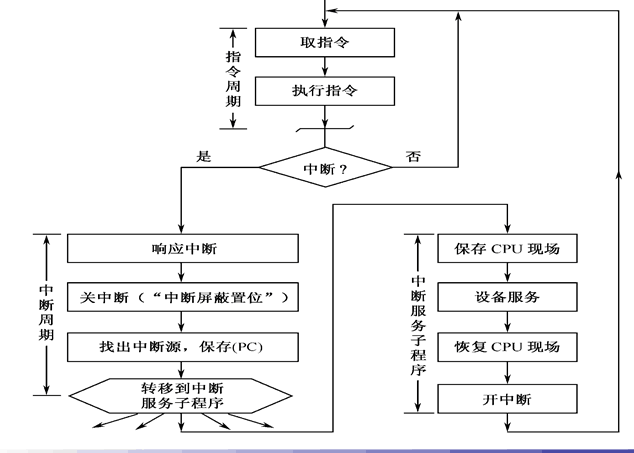 取指令
指令周期
执行指令
是
中断？
否
响应中断
保存 CPU 现场
关中断（“中断屏蔽置位”）
设备服务
中断周期
中断服务子程序
找出中断源，保存(PC)
恢复 CPU 现场
转移到中断
服务子程序
开中断